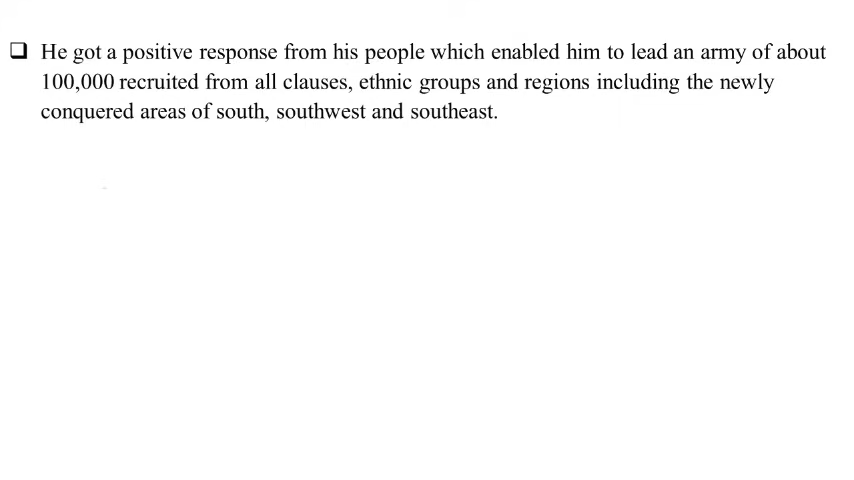 ❑ He got a positive response from his people which enabled him to lead an army of about
100,000 recruited from all clauses, ethnic groups and regions including the newly
conquered areas of south, southwest and southeast.